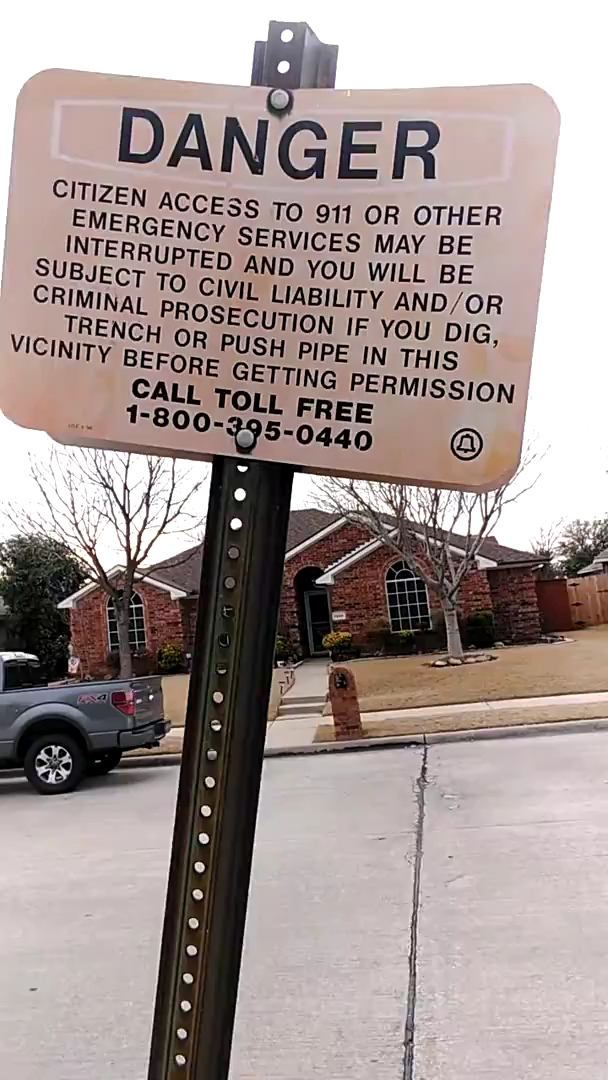 DANGER
CITIZEN ACCESS TO 911 OR OTHER
EMERGENCY SERVICES MAY BE
INTERRUPTED AND YOU WILL BE
SUBJECT TO CIVIL LIABILITY AND/OR
CRIMINAL PROSECUTION IF YOU DIG,
TRENCH OR PUSH PIPE IN THIS
VICINITY BEFORE GETTING PERMISSION
CALL TOLL FREE
1-800-395-0440
FX4